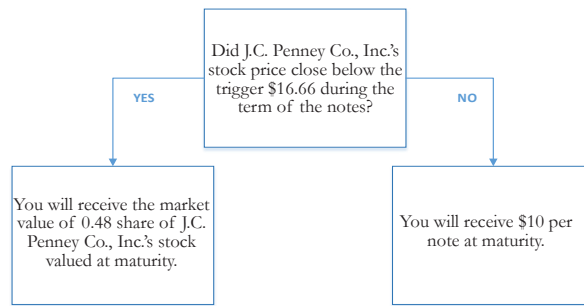 Did J.C. Penney Co., Inc.'s
stock price close below the
trigger $16.66 during the
term of the notes?
YES
NO
You will receive the market
value of 0.48 share of J.C.
Penney Co., Inc.'s stock
valued at maturity.
You will receive $10 per
note at maturity.